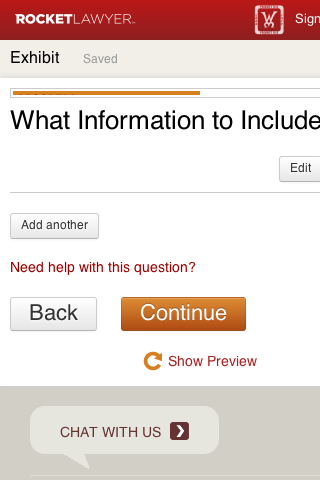 ROCKETLAWYER
Sign
Exhibit
Saved
What Information to Include
Edit
Add another
Need help with this question?
Back
Continue
Show Preview
CHAT WITH US